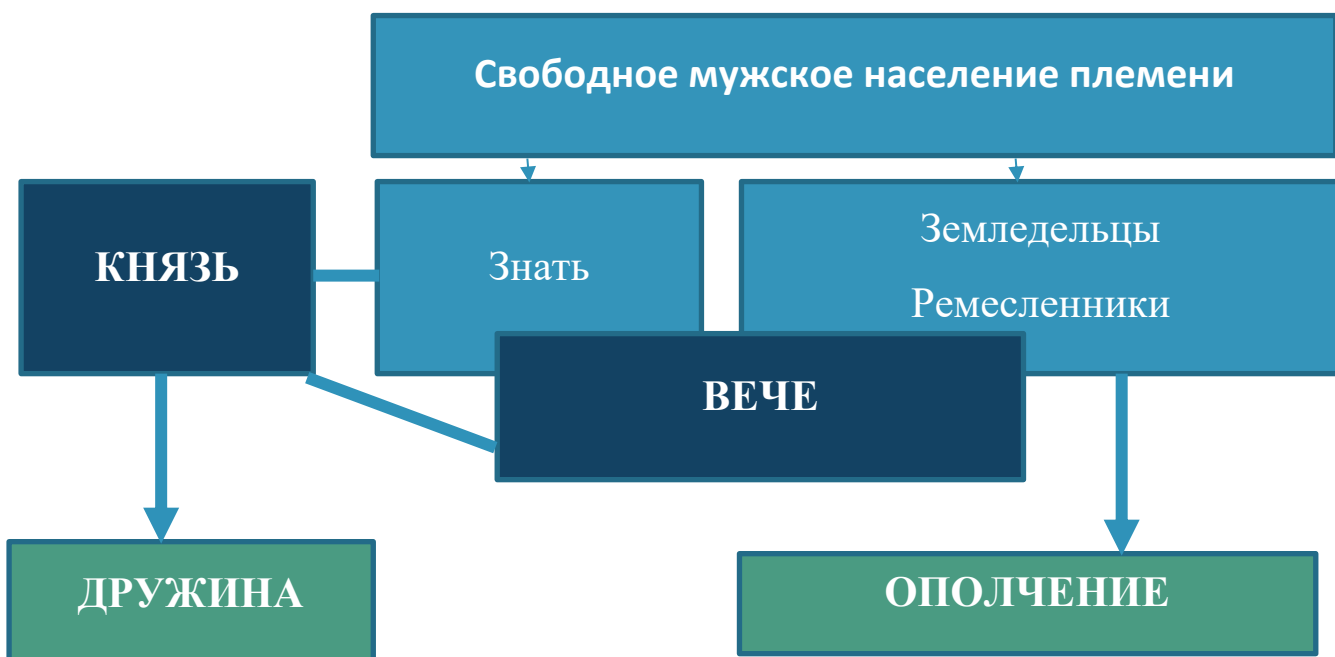 Свободное мужское население племени
КНЯЗЬ
Знать
Земледельцы
Ремесленники
ВЕЧЕ
ДРУЖИНА
ОПОЛЧЕНИЕ